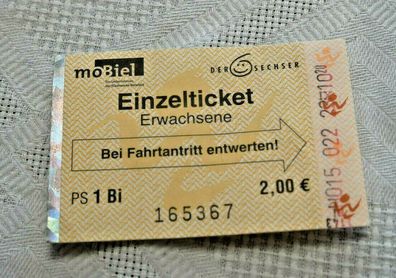 moBiel
DER SECHSER
Einzelticket
Erwachsene
Bei Fahrtantritt entwerten!
PS 1 Bi
2,00 €
165367